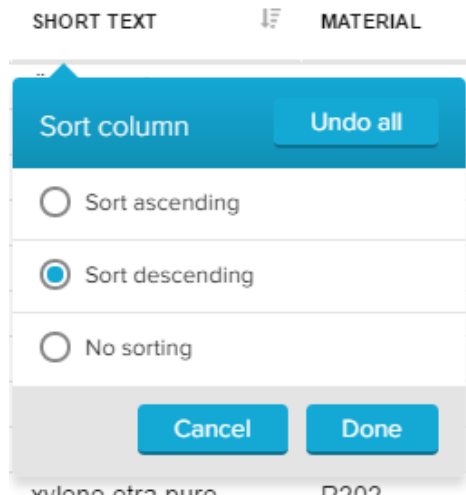 SHORT TEXT MATERIAL
Sort column Undo all
Sort ascending
Sort descending
No sorting
Cancel Done